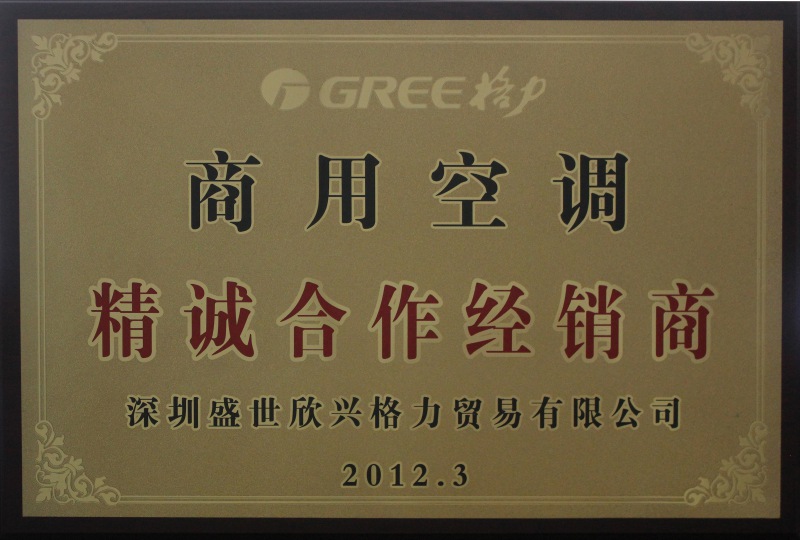 GREE格力
商用空调
精诚合作经销商
深圳盛世欣兴格力贸易有限公司
2012.3